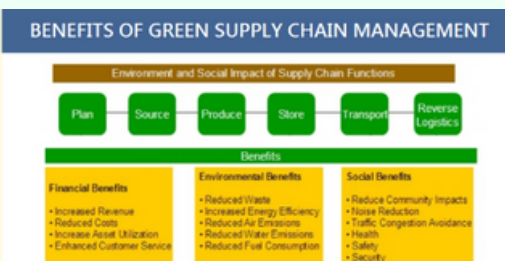 BENEFITS OF GREEN SUPPLY CHAIN MANAGEMENT
Environment and Social Impact of Supply Chain Functions
Plan
Source
Produce
Store
Transport
Reverse
Logistics
Benefits
Financial Benefits
• Increased Revenue
• Reduced Costs
• Increase Asset Utilization
• Enhanced Customer Service
Environmental Benefits
• Reduced Waste
• Increased Energy Efficiency
• Reduced Air Emissions
• Reduced Water Emissions
• Reduced Fuel Consumption
Social Benefits
• Reduce Community Impacts
• Noise Reduction
• Traffic Congestion Avoidance
• Health
• Safety
• Security